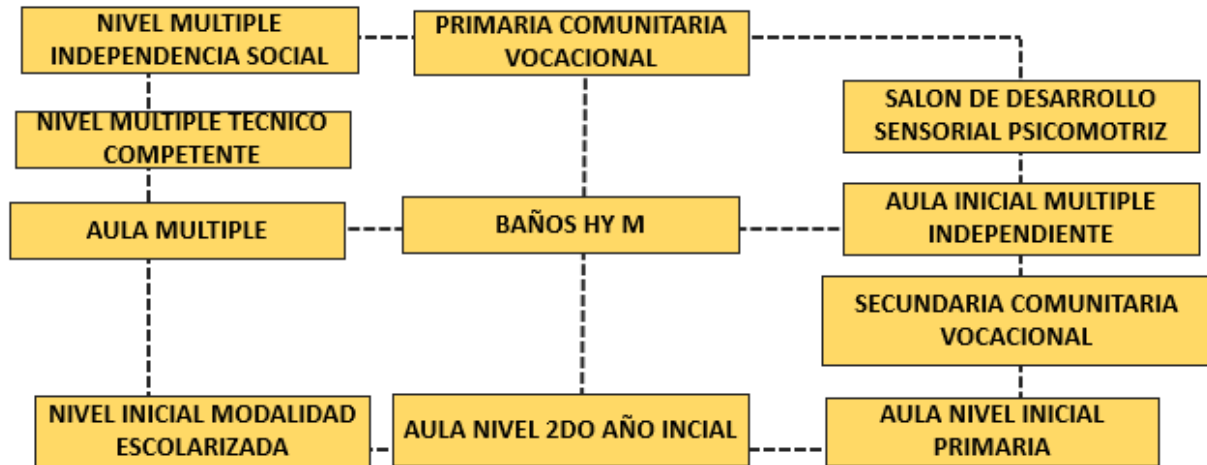 NIVEL MULTIPLE
INDEPENDENCIA SOCIAL
PRIMARIA COMUNITARIA
VOCACIONAL
SALON DE DESARROLLO
SENSORIAL PSICOMOTRIZ
NIVEL MULTIPLE TECNICO
COMPETENTE
AULA MULTIPLE
BAÑOS HY M
AULA INICIAL MULTIPLE
INDEPENDIENTE
SECUNDARIA COMUNITARIA
VOCACIONAL
NIVEL INICIAL MODALIDAD
ESCOLARIZADA
AULA NIVEL 2DO AÑO INCIAL
AULA NIVEL INICIAL
PRIMARIA